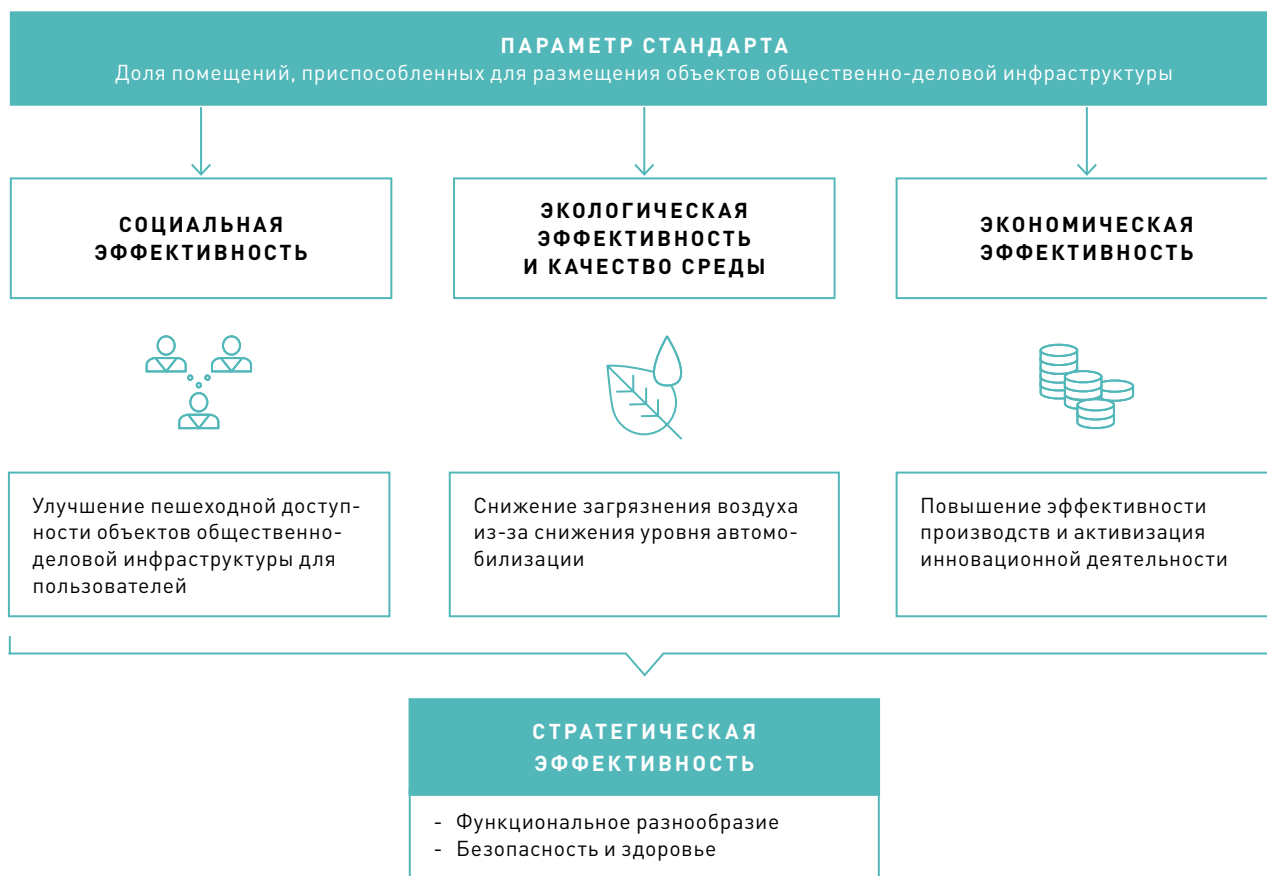 ПАРАМЕТР СТАНДАРТА
Доля помещений, приспособленных для размещения объектов общественно-деловой инфраструктуры
СОЦИАЛЬНАЯ
ЭФФЕКТИВНОСТЬ
ЭКОЛОГИЧЕСКАЯ
ЭФФЕКТИВНОСТЬ
И КАЧЕСТВО СРЕДЫ
ЭКОНОМИЧЕСКАЯ
ЭФФЕКТИВНОСТЬ
Улучшение пешеходной доступ-
ности объектов общественно-
деловой инфраструктуры для
пользователей
Снижение загрязнения воздуха
из-за снижения уровня автомо-
билизации
Повышение эффективности
производств и активизация
инновационной деятельности
СТРАТЕГИЧЕСКАЯ
ЭФФЕКТИВНОСТЬ
- Функциональное разнообразие
- Безопасность и здоровье